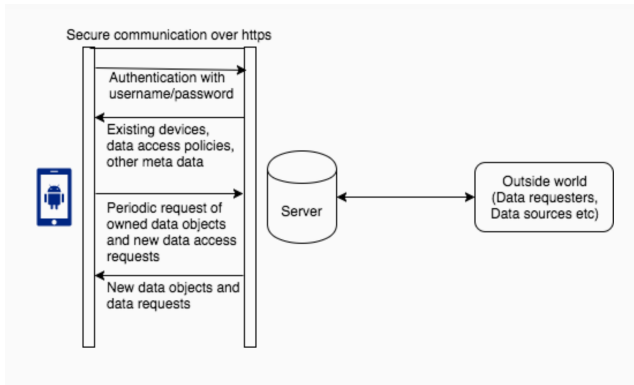 Secure communication over https
Authentication with
username/password
Existing devices,
data access policies,
other meta data
Periodic request of
owned data objects
and new data access
requests
New data objects and
data requests
Server
Outside world
(Data requesters,
Data sources etc)